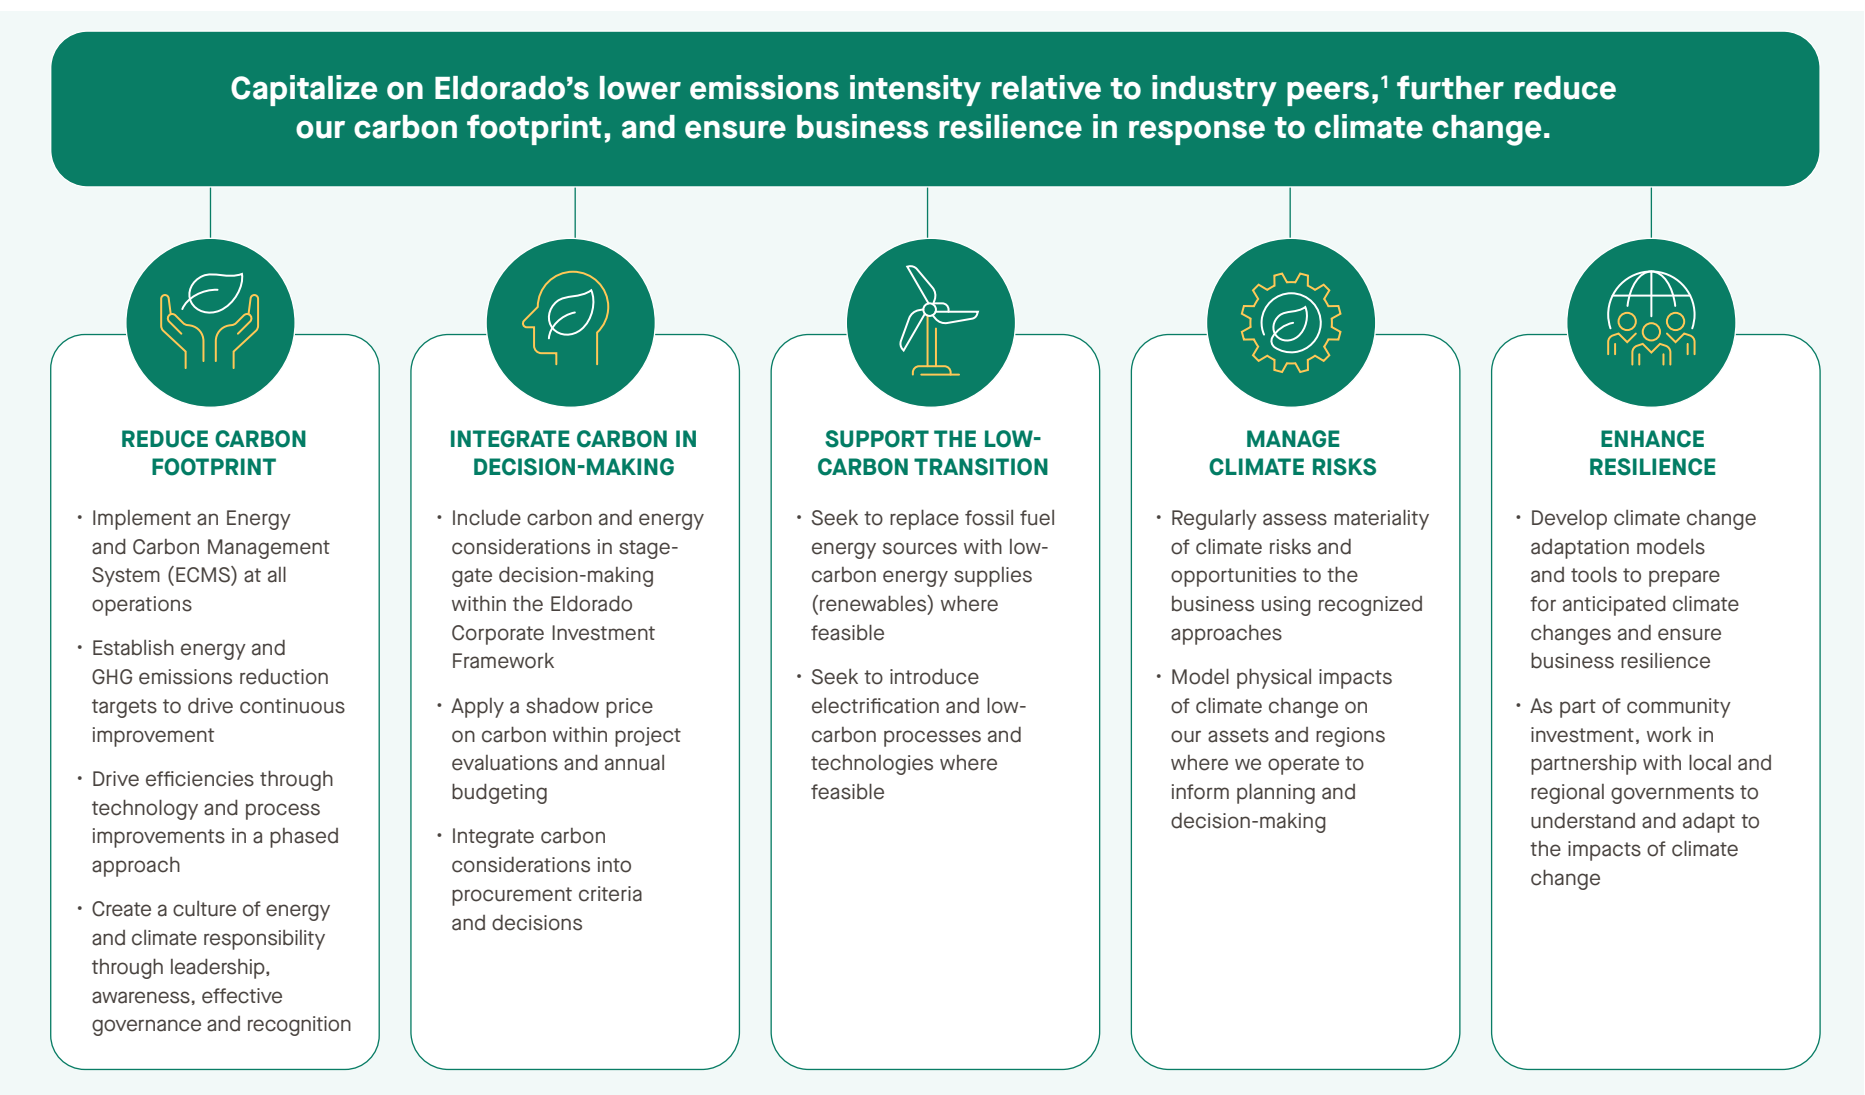 Capitalize on Eldorado's lower emissions intensity relative to industry peers,¹ further reduce
our carbon footprint, and ensure business resilience in response to climate change.
REDUCE CARBON
FOOTPRINT
· Implement an Energy
and Carbon Management
System (ECMS) at all
operations
· Establish energy and
GHG emissions reduction
targets to drive continuous
improvement
· Drive efficiencies through
technology and process
improvements in a phased
approach
· Create a culture of energy
and climate responsibility
through leadership,
awareness, effective
governance and recognition
INTEGRATE CARBON IN
DECISION-MAKING
· Include carbon and energy
considerations in stage-
gate decision-making
within the Eldorado
Corporate Investment
Framework
· Apply a shadow price
on carbon within project
evaluations and annual
budgeting
· Integrate carbon
considerations into
procurement criteria
and decisions
SUPPORT THE LOW-
CARBON TRANSITION
· Seek to replace fossil fuel
energy sources with low-
carbon energy supplies
(renewables) where
feasible
· Seek to introduce
electrification and low-
carbon processes and
technologies where
feasible
MANAGE
CLIMATE RISKS
· Regularly assess materiality
of climate risks and
opportunities to the
business using recognized
approaches
· Model physical impacts
of climate change on
our assets and regions
where we operate to
inform planning and
decision-making
ENHANCE
RESILIENCE
· Develop climate change
adaptation models
and tools to prepare
for anticipated climate
changes and ensure
business resilience
· As part of community
investment, work in
partnership with local and
regional governments to
understand and adapt to
the impacts of climate
change